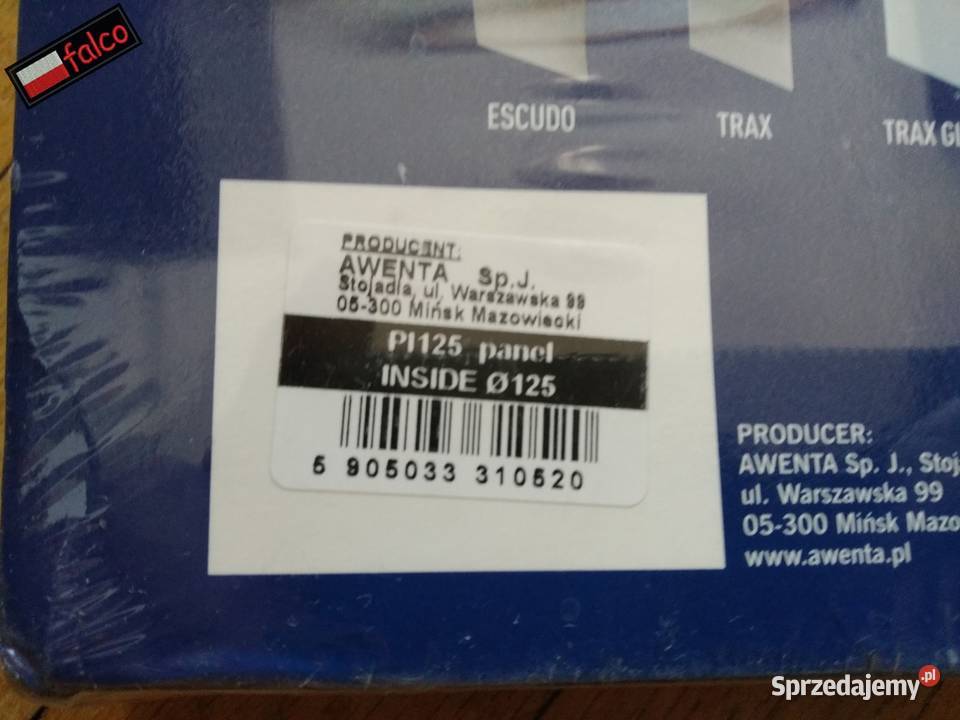 falco
ESCUDO
TRAX
TRAX
PRODUCENT:
AWENTA Sp.J.
Stojadła, ul. Warszawska 99
05-300 Mińsk Mazowiecki
PI125 panel
INSIDE Ø125
5 905033 310520
PRODUCER:
AWENTA Sp. J., Stoj
ul. Warszawska 99
05-300 Mińsk Mazo
www.awenta.pl
Sprzedajemy.pl